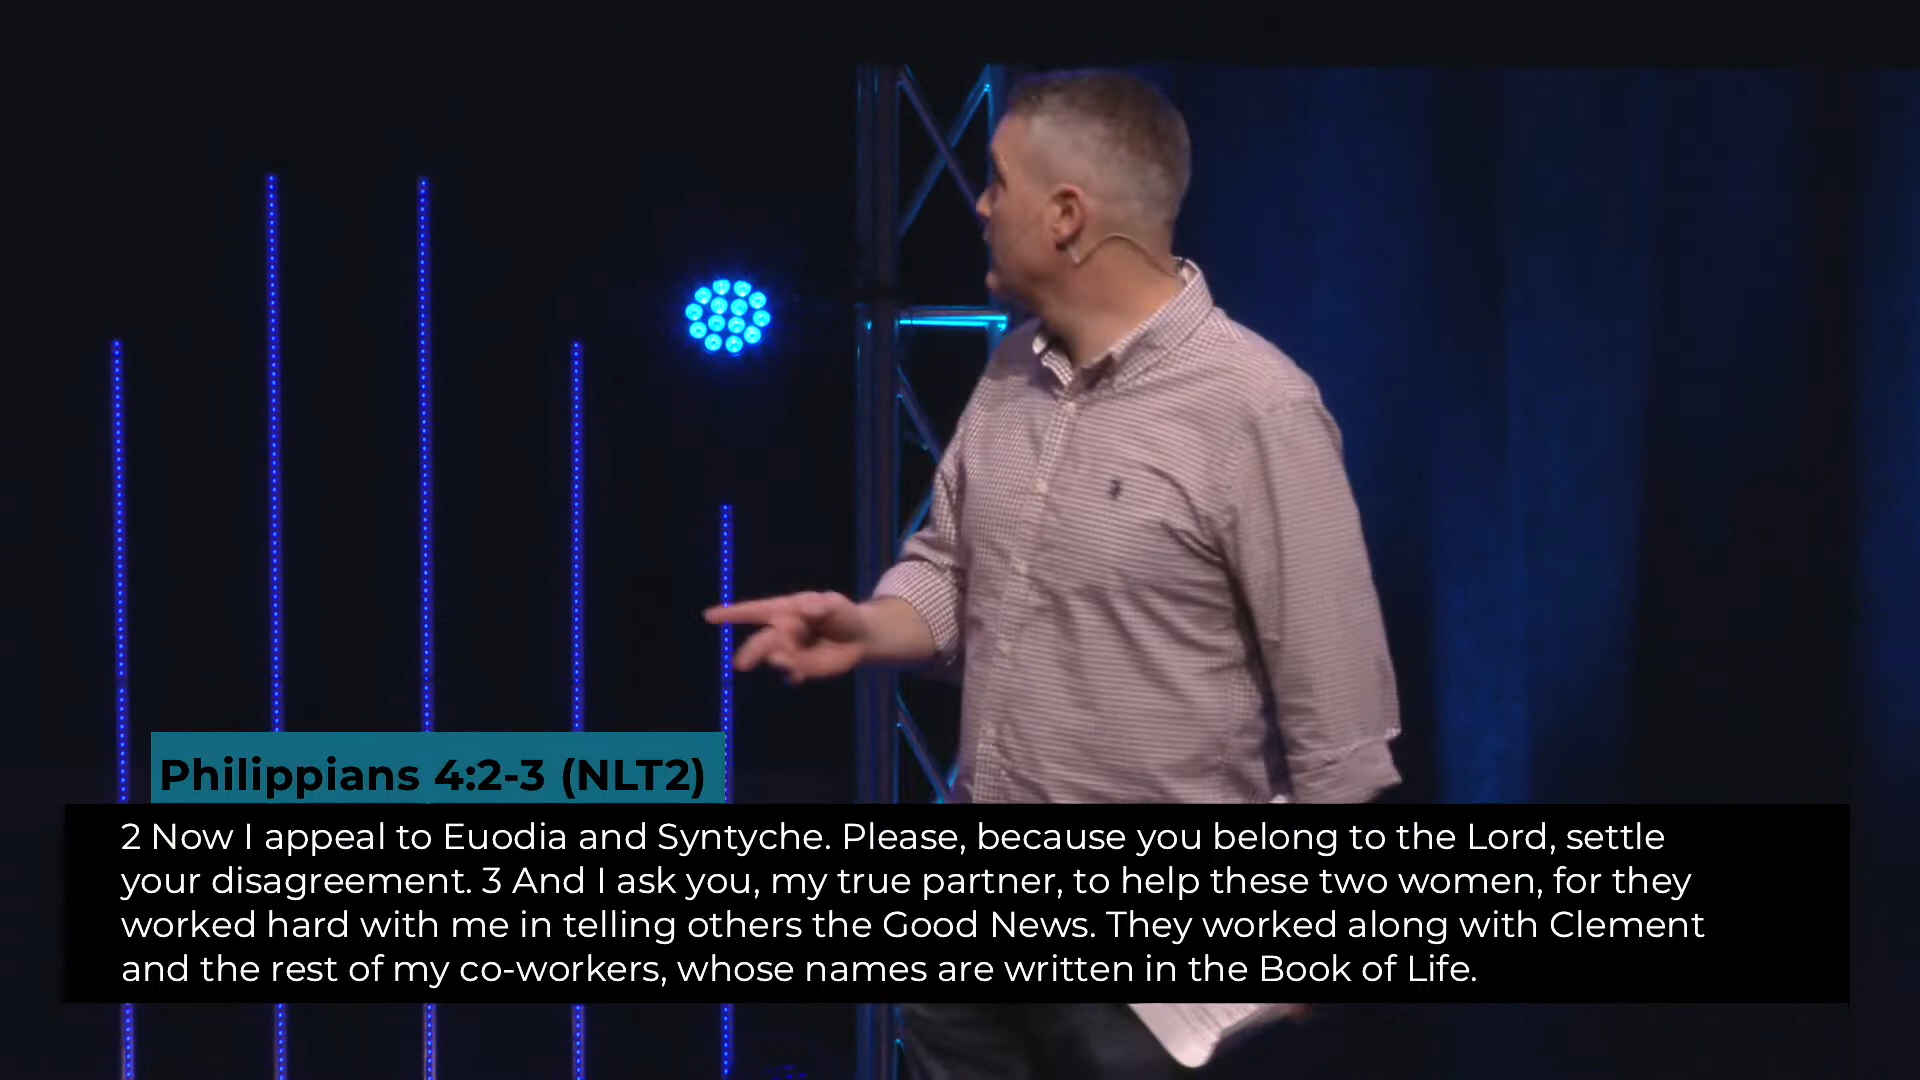 Philippians 4:2-3 (NLT2)
2 Now I appeal to Euodia and Syntyche. Please, because you belong to the Lord, settle
your disagreement. 3 And I ask you, my true partner, to help these two women, for they
worked hard with me in telling others the Good News. They worked along with Clement
and the rest of my co-workers, whose names are written in the Book of Life.